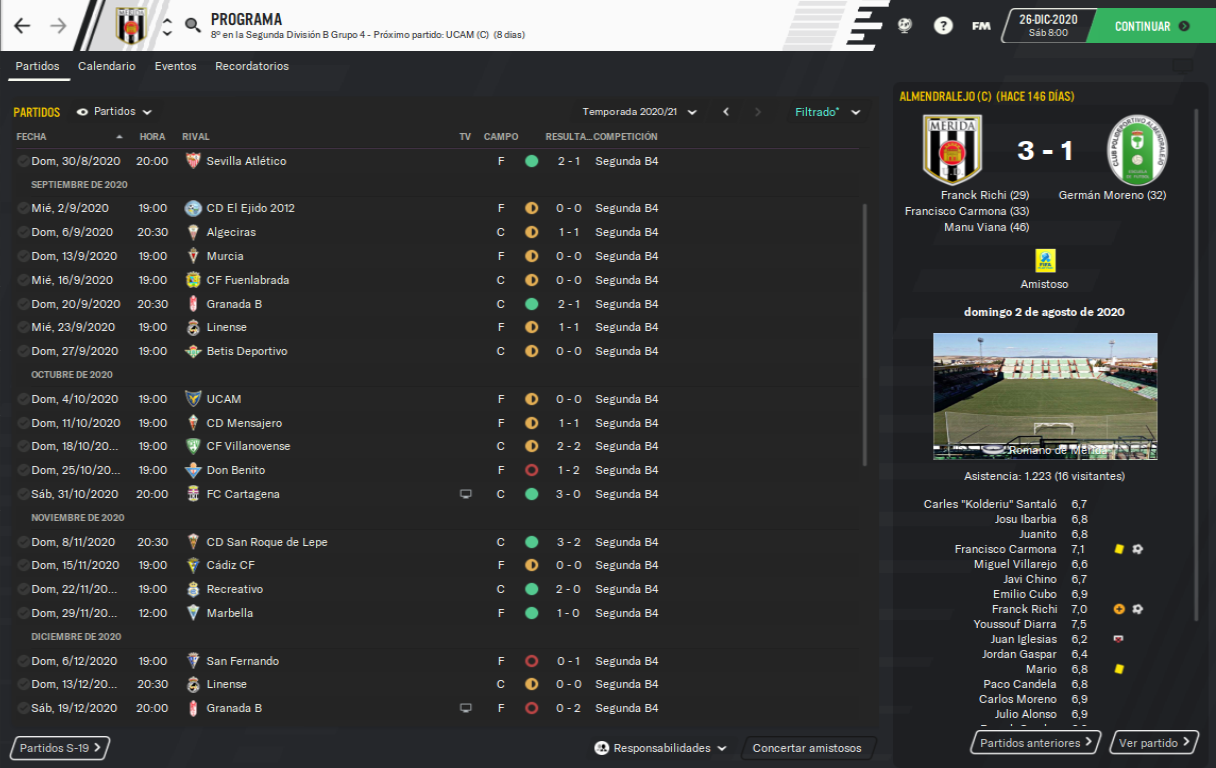 PROGRAMA
8º en la Segunda División B Grupo 4 - Próximo partido: UCAM (C) (8 días)
FM
26-DIC-2020
Sáb 8:00
CONTINUAR
Partidos Calendario Eventos Recordatorios
PARTIDOS Partidos Temporada 2020/21 Filtrado*
FECHA HORA RIVAL TV CAMPO RESULTA... COMPETICIÓN
Dom, 30/8/2020 20:00 Sevilla Atlético F 2 - 1 Segunda B4
SEPTIEMBRE DE 2020
Mié, 2/9/2020 19:00 CD El Ejido 2012 F 0 - 0 Segunda B4
Dom, 6/9/2020 20:30 Algeciras C 1 - 1 Segunda B4
Dom, 13/9/2020 19:00 Murcia F 0 - 0 Segunda B4
Mié, 16/9/2020 19:00 CF Fuenlabrada C 0 - 0 Segunda B4
Dom, 20/9/2020 20:30 Granada B C 2 - 1 Segunda B4
Mié, 23/9/2020 19:00 Linense F 1 - 1 Segunda B4
Dom, 27/9/2020 19:00 Betis Deportivo C 0 - 0 Segunda B4
OCTUBRE DE 2020
Dom, 4/10/2020 19:00 UCAM F 0 - 0 Segunda B4
Dom, 11/10/2020 19:00 CD Mensajero F 1 - 1 Segunda B4
Dom, 18/10/20... 19:00 CF Villanovense C 2 - 2 Segunda B4
Dom, 25/10/20... 19:00 Don Benito F 1 - 2 Segunda B4
Sáb, 31/10/2020 20:00 FC Cartagena C 3 - 0 Segunda B4
NOVIEMBRE DE 2020
Dom, 8/11/2020 20:30 CD San Roque de Lepe C 3 - 2 Segunda B4
Dom, 15/11/2020 19:00 Cádiz CF F 0 - 0 Segunda B4
Dom, 22/11/20... 19:00 Recreativo C 2 - 0 Segunda B4
Dom, 29/11/20... 12:00 Marbella F 1 - 0 Segunda B4
DICIEMBRE DE 2020
Dom, 6/12/2020 19:00 San Fernando F 0 - 1 Segunda B4
Dom, 13/12/20... 20:30 Linense C 0 - 0 Segunda B4
Sáb, 19/12/2020 20:00 Granada B F 0 - 2 Segunda B4
Partidos S-19 Responsabilidades Concertar amistosos
ALMENDRALEJO (C) (HACE 146 DÍAS)
MERIDA
3 - 1
Franck Richi (29) Germán Moreno (32)
Francisco Carmona (33)
Manu Viana (46)
Amistoso
domingo 2 de agosto de 2020
Romano de Mérida
Asistencia: 1.223 (16 visitantes)
Carles "Kolderiu" Santaló 6,7
Josu Ibarbia 6,8
Juanito 6,8
Francisco Carmona 7,1
Miguel Villarejo 6,6
Javi Chino 6,7
Emilio Cubo 6,9
Franck Richi 7,0
Youssouf Diarra 7,5
Juan Iglesias 6,2
Jordan Gaspar 6,4
Mario 6,8
Paco Candela 6,8
Carlos Moreno 6,9
Julio Alonso 6,9
Partidos anteriores Ver partido